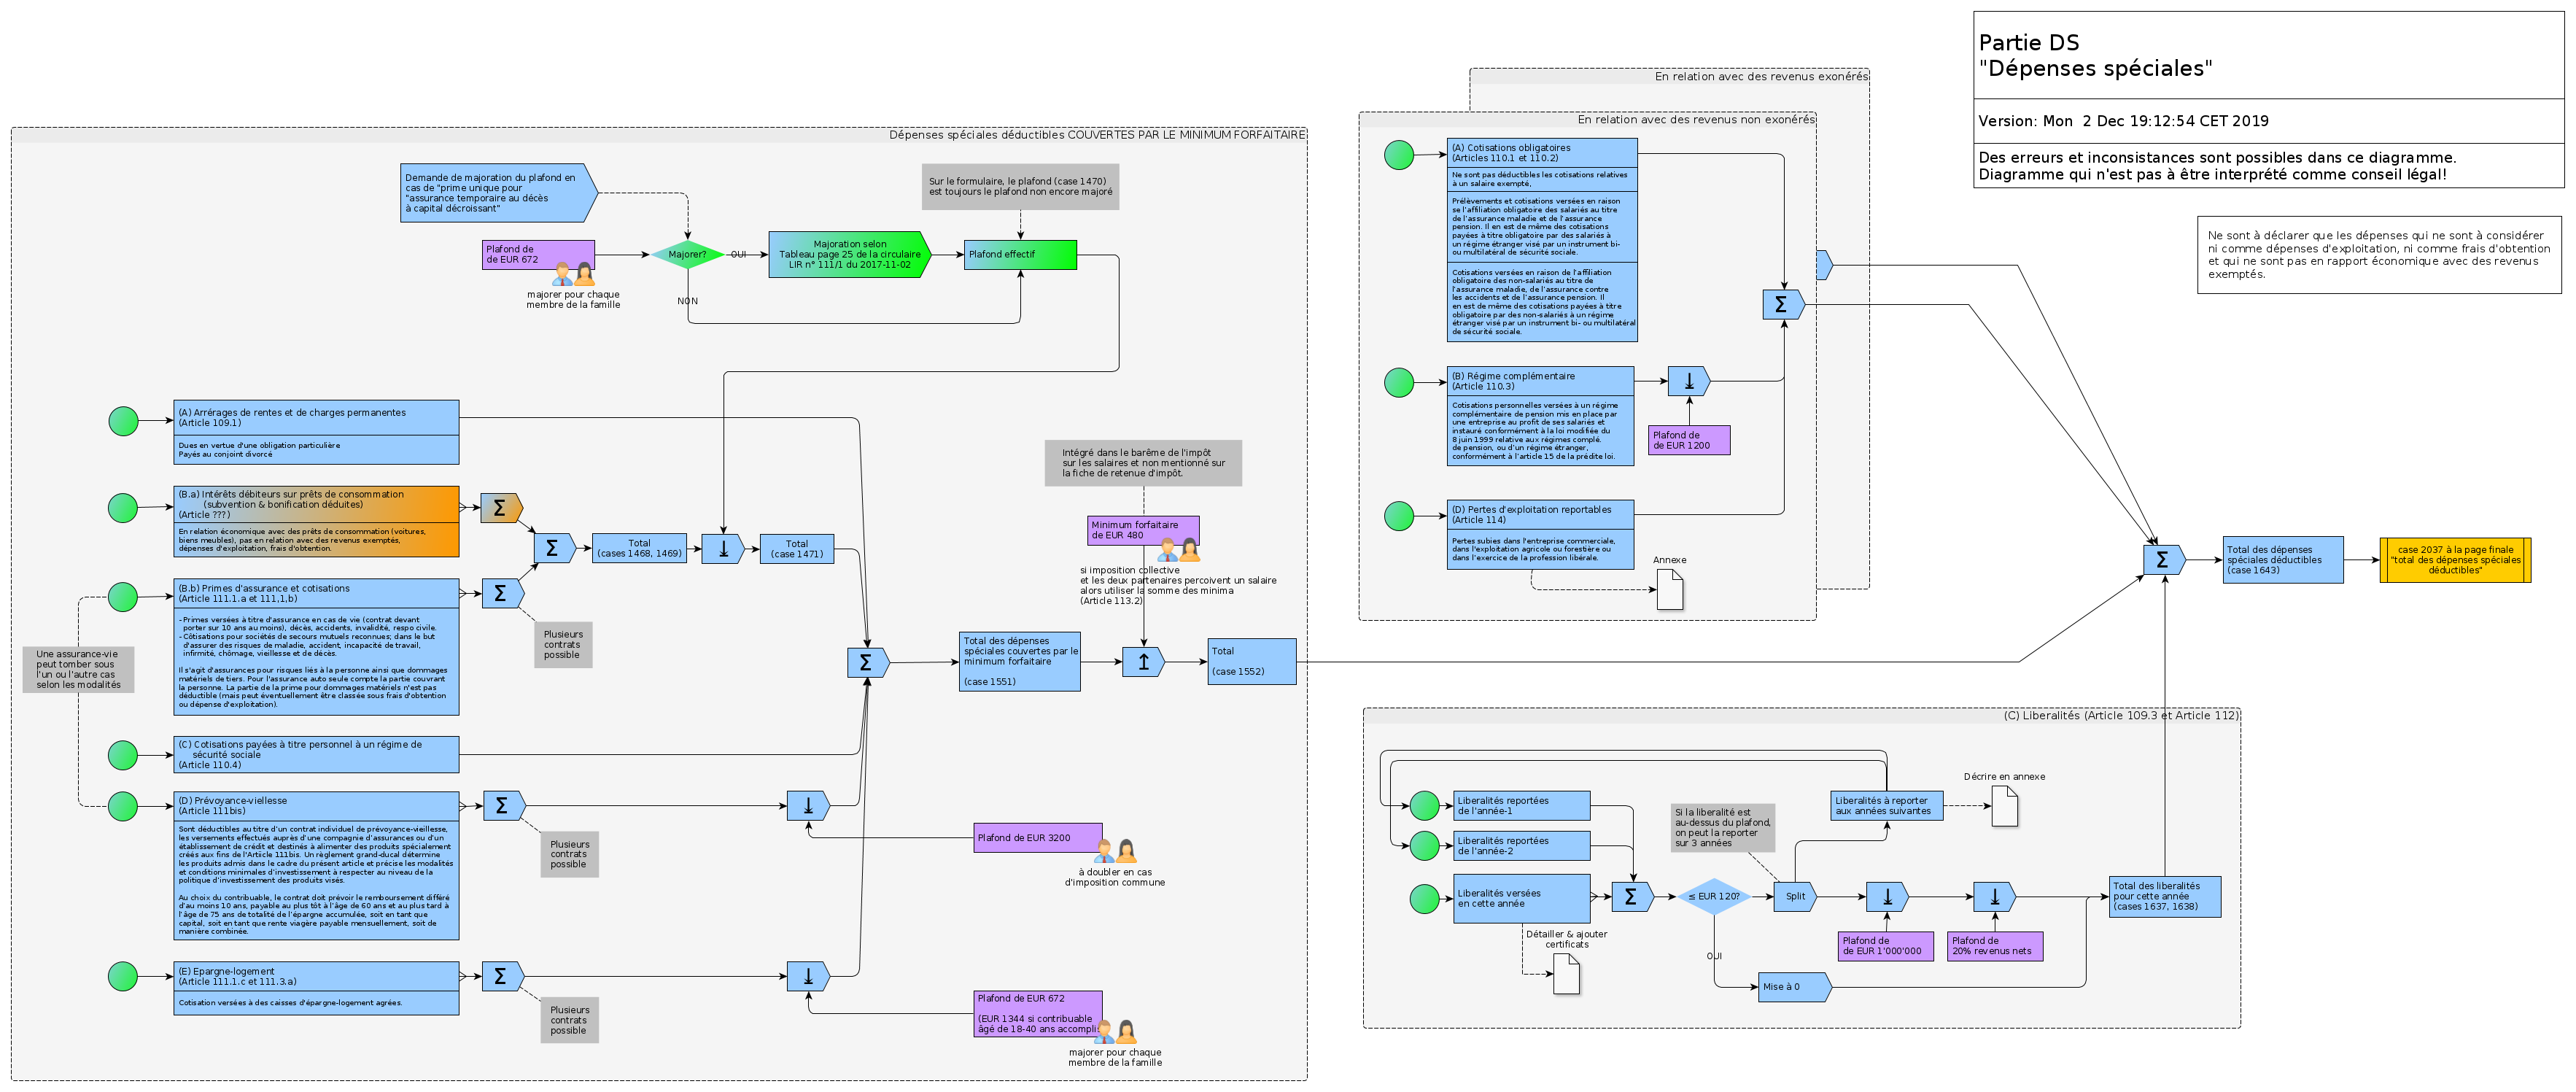 Partie DS
"Dépenses spéciales"
Version: Mon  2 Dec 19:12:54 CET 2019
Des erreurs et inconsistances sont possibles dans ce diagramme.
Diagramme qui n'est pas à être interprété comme conseil légal!
Ne sont à déclarer que les dépenses qui ne sont à considérer
ni comme dépenses d'exploitation, ni comme frais d'obtention
et qui ne sont pas en rapport économique avec des revenus
exemptés.
Dépenses spéciales déductibles COUVERTES PAR LE MINIMUM FORFAITAIRE
Demande de majoration du plafond en
cas de "prime unique pour
"assurance temporaire au décès
à capital décroissant"
Sur le formulaire, le plafond (case 1470)
est toujours le plafond non encore majoré
Plafond de
de EUR 672
majorer pour chaque
membre de la famille
Majorer?
OUI
NON
Majoration selon
Tableau page 25 de la circulaire
LIR n° 111/1 du 2017-11-02
Plafond effectif
(A) Arrérages de rentes et de charges permanentes
(Article 109.1)
Dues en vertue d'une obligation particulière
Payés au conjoint divorcé
(B.a) Intérêts débiteurs sur prêts de consommation
(subvention & bonification déduites)
(Article ???)
En relation économique avec des prêts de consommation (voitures,
biens meubles), pas en relation avec des revenus exemptés,
dépenses d'exploitation, frais d'obtention.
Σ
Σ
Total
(cases 1468, 1469)
Total
(case 1471)
(B.b) Primes d'assurance et cotisations
(Article 111.1.a et 111,1,b)
- Primes versées à titre d'assurance en cas de vie (contrat devant
porter sur 10 ans au moins), décès, accidents, invalidité, respo civile.
- Côtisations pour sociétés de secours mutuels reconnues; dans le but
d'assurer des risques de maladie, accident, incapacité de travail,
infirmité, chômage, vieillesse et de décès.
Il s'agit d'assurances pour risques liés à la personne ainsi que dommages
matériels de tiers. Pour l'assurance auto seule compte la partie couvrant
la personne. La partie de la prime pour dommages matériels n'est pas
déductible (mais peut éventuellement être classée sous frais d'obtention
ou dépense d'exploitation).
Σ
Plusieurs
contrats
possible
Une assurance-vie
peut tomber sous
l'un ou l'autre cas
selon les modalités
(C) Cotisations payées à titre personnel à un régime de
sécurité sociale
(Article 110.4)
(D) Prévoyance-viellesse
(Article 111bis)
Sont déductibles au titre d'un contrat individuel de prévoyance-vieillesse,
les versements effectués auprès d'une compagnie d'assurances ou d'un
établissement de crédit et destinés à alimenter des produits spécialement
créés aux fins de l'Article 111bis. Un règlement grand-ducal détermine
les produits admis dans le cadre du présent article et précise les modalités
et conditions minimales d'investissement à respecter au niveau de la
politique d'investissement des produits visés.
Au choix du contribuable, le contrat doit prévoir le remboursement différé
d'au moins 10 ans, payable au plus tôt à l'âge de 60 ans et au plus tard à
l'âge de 75 ans de totalité de l'épargne accumulée, soit en tant que
capital, soit en tant que rente viagère payable mensuellement, soit de
manière combinée.
Σ
Plusieurs
contrats
possible
Plafond de EUR 3200
à doubler en cas
d'imposition commune
(E) Epargne-logement
(Article 111.1.c et 111.3.a)
Cotisation versées à des caisses d'épargne-logement agrées.
Σ
Plusieurs
contrats
possible
Plafond de EUR 672
(EUR 1344 si contribuable
âgé de 18-40 ans accompli
majorer pour chaque
membre de la famille
Σ
Total des dépenses
spéciales couvertes par le
minimum forfaitaire
(case 1551)
Intégré dans le barême de l'impôt
sur les salaires et non mentionné sur
la fiche de retenue d'impôt.
Minimum forfaitaire
de EUR 480
si imposition collective
et les deux partenaires percoivent un salaire
alors utiliser la somme des minima
(Article 113.2)
Total
(case 1552)
En relation avec des revenus exonérés
En relation avec des revenus non exonérés
(A) Cotisations obligatoires
(Articles 110.1 et 110.2)
Ne sont pas déductibles les cotisations relatives
à un salaire exempté,
Prélèvements et cotisations versées en raison
se l'affiliation obligatoire des salariés au titre
de l'assurance maladie et de l'assurance
pension. Il en est de même des cotisations
payées à titre obligatoire par des salariés à
un régime étranger visé par un instrument bi-
ou multilatéral de sécurité sociale.
Cotisations versées en raison de l'affiliation
obligatoire des non-salariés au titre de
l'assurance maladie, de l'assurance contre
les accidents et de l'assurance pension. Il
en est de même des cotisations payées à titre
obligatoire par des non-salariés à un régime
étranger visé par un instrument bi- ou multilatéral
de sécurité sociale.
Σ
(B) Régime complémentaire
(Article 110.3)
Cotisations personnelles versées à un régime
complémentaire de pension mis en place par
une entreprise au profit de ses salariés et
instauré conformément à la loi modifiée du
8 juin 1999 relative aux régimes complé.
de pension, ou d'un régime étranger,
conformément à l'article 15 de la prédite loi.
Plafond de
de EUR 1200
(D) Pertes d'exploitation reportables
(Article 114)
Pertes subies dans l'entreprise commerciale,
dans l'exploitation agricole ou forestière ou
dans l'exercice de la profession libérale.
Annexe
Σ
Total des dépenses
spéciales déductibles
(case 1643)
case 2037 à la page finale
"total des dépenses spéciales
déductibles"
(C) Liberalités (Article 109.3 et Article 112)
Liberalités reportées
de l'année-1
Liberalités reportées
de l'année-2
Liberalités versées
en cette année
Détailler & ajouter
certificats
Σ
≤ EUR 120?
OUI
Mise à 0
Si la liberalité est
au-dessus du plafond,
on peut la reporter
sur 3 années
Split
Liberalités à reporter
aux années suivantes
Décrire en annexe
Plafond de
de EUR 1'000'000
Plafond de
20% revenus nets
Total des liberalités
pour cette année
(cases 1637, 1638)